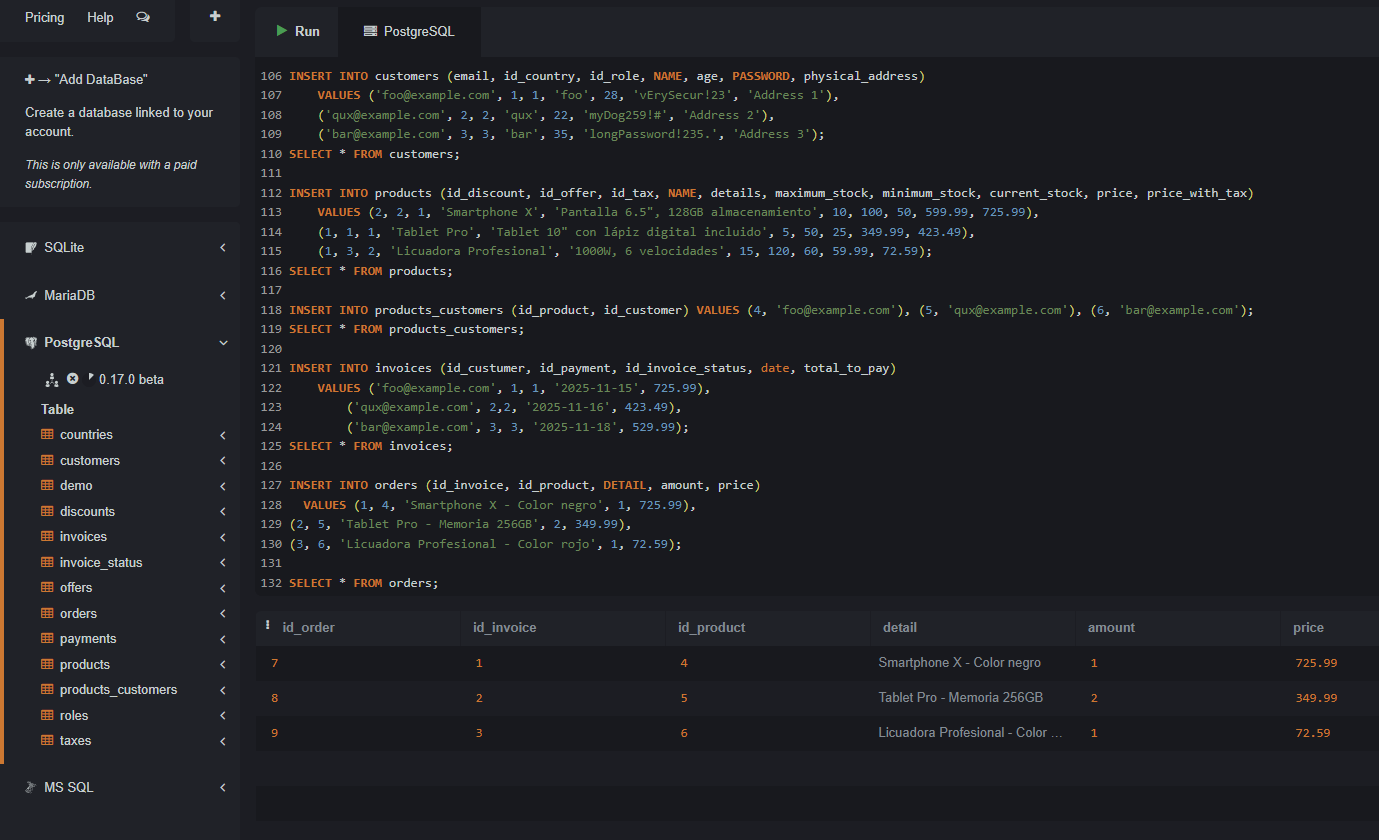 Pricing Help
+
+ → "Add DataBase"
Create a database linked to your
account.
This is only available with a paid
subscription.
SQLite
MariaDB
PostgreSQL
0.17.0 beta
Table
countries
customers
demo
discounts
invoices
invoice_status
offers
orders
payments
products
products_customers
roles
taxes
MS SQL
Run PostgreSQL
106 INSERT INTO customers (email, id_country, id_role, NAME, age, PASSWORD, physical_address)
107 VALUES ('foo@example.com', 1, 1, 'foo', 28, 'vErySecur!23', 'Address 1'),
108 ('qux@example.com', 2, 2, 'qux', 22, 'myDog259!#', 'Address 2'),
109 ('bar@example.com', 3, 3, 'bar', 35, 'longPassword!235.', 'Address 3');
110 SELECT * FROM customers;
111
112 INSERT INTO products (id_discount, id_offer, id_tax, NAME, details, maximum_stock, minimum_stock, current_stock, price, price_with_tax)
113 VALUES (2, 2, 1, 'Smartphone X', 'Pantalla 6.5", 128GB almacenamiento', 10, 100, 50, 599.99, 725.99),
114 (1, 1, 1, 'Tablet Pro', 'Tablet 10" con lápiz digital incluido', 5, 50, 25, 349.99, 423.49),
115 (1, 3, 2, 'Licuadora Profesional', '1000W, 6 velocidades', 15, 120, 60, 59.99, 72.59);
116 SELECT * FROM products;
117
118 INSERT INTO products_customers (id_product, id_customer) VALUES (4, 'foo@example.com'), (5, 'qux@example.com'), (6, 'bar@example.com');
119 SELECT * FROM products_customers;
120
121 INSERT INTO invoices (id_custumer, id_payment, id_invoice_status, date, total_to_pay)
122 VALUES ('foo@example.com', 1, 1, '2025-11-15', 725.99),
123 ('qux@example.com', 2,2, '2025-11-16', 423.49),
124 ('bar@example.com', 3, 3, '2025-11-18', 529.99);
125 SELECT * FROM invoices;
126
127 INSERT INTO orders (id_invoice, id_product, DETAIL, amount, price)
128 VALUES (1, 4, 'Smartphone X - Color negro', 1, 725.99),
129 (2, 5, 'Tablet Pro - Memoria 256GB', 2, 349.99),
130 (3, 6, 'Licuadora Profesional - Color rojo', 1, 72.59);
131
132 SELECT * FROM orders;
id_order id_invoice id_product detail amount price
7 1 4 Smartphone X - Color negro 1 725.99
8 2 5 Tablet Pro - Memoria 256GB 2 349.99
9 3 6 Licuadora Profesional - Color ... 1 72.59